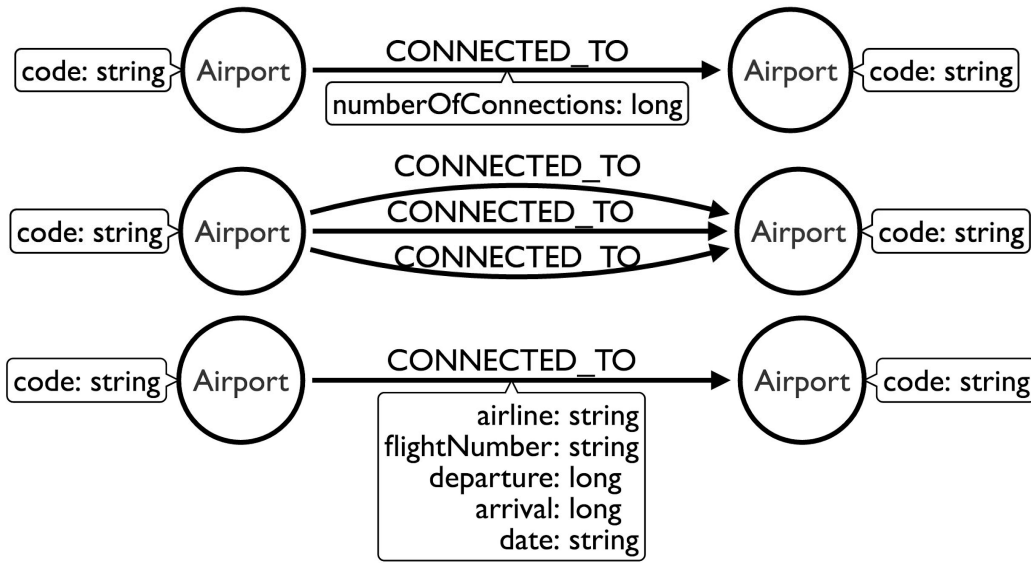 CONNECTED_TO
code: string Airport Airport code: string
numberOfConnections: long
CONNECTED_TO
CONNECTED_TO
code: string Airport Airport code: string
CONNECTED_TO
CONNECTED_TO
code: string Airport Airport code: string
airline: string
flightNumber: string
departure: long
arrival: long
date: string